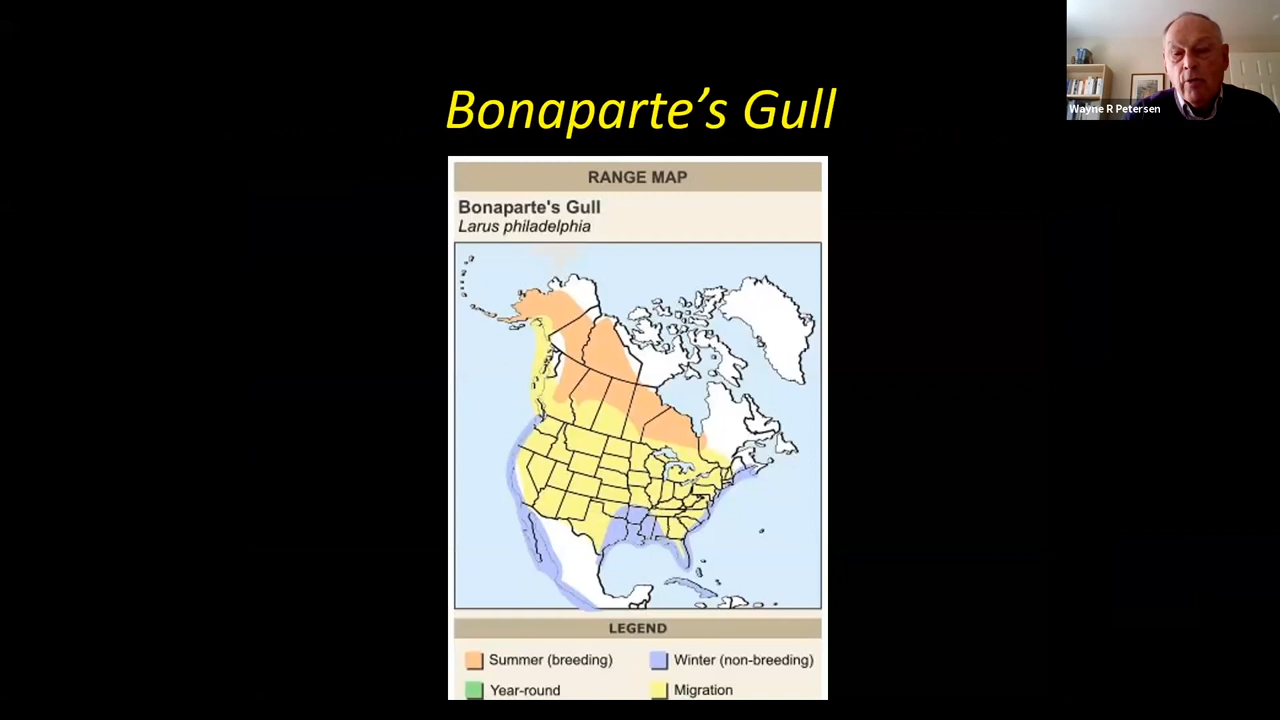 Bonaparte’s Gull
Wayne R Petersen
RANGE MAP
Bonaparte's Gull
Larus philadelphia
LEGEND
Summer (breeding)
Winter (non-breeding)
Year-round
Migration